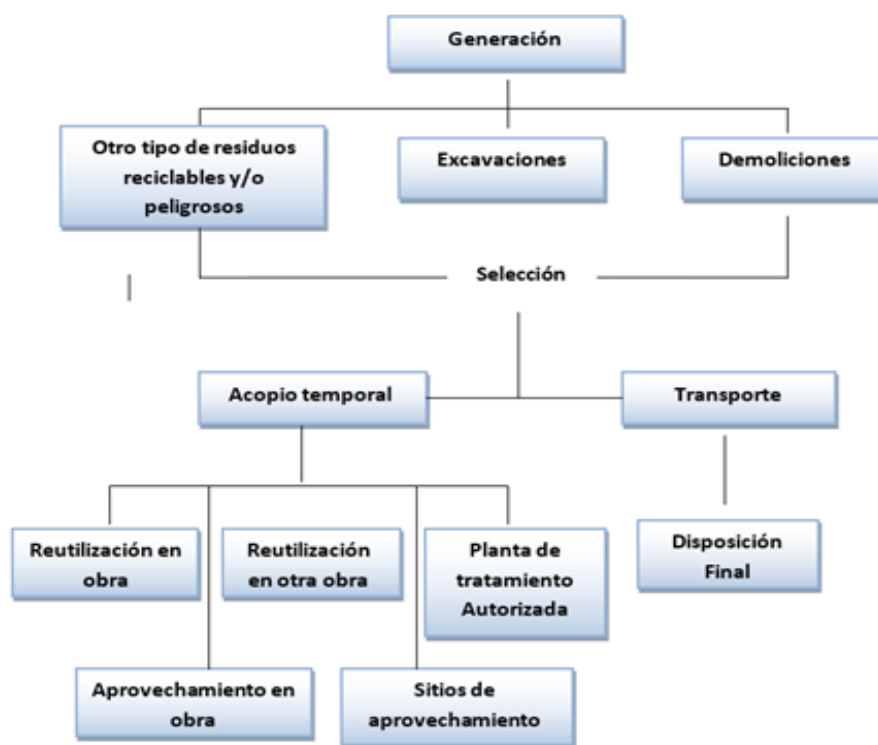 Generación
Otro tipo de residuos
reciclables y/o
peligrosos
Excavaciones
Demoliciones
Selección
Acopio temporal
Transporte
Reutilización en
obra
Reutilización
en otra obra
Planta de
tratamiento
Autorizada
Disposición
Final
Aprovechamiento en
obra
Sitios de
aprovechamiento